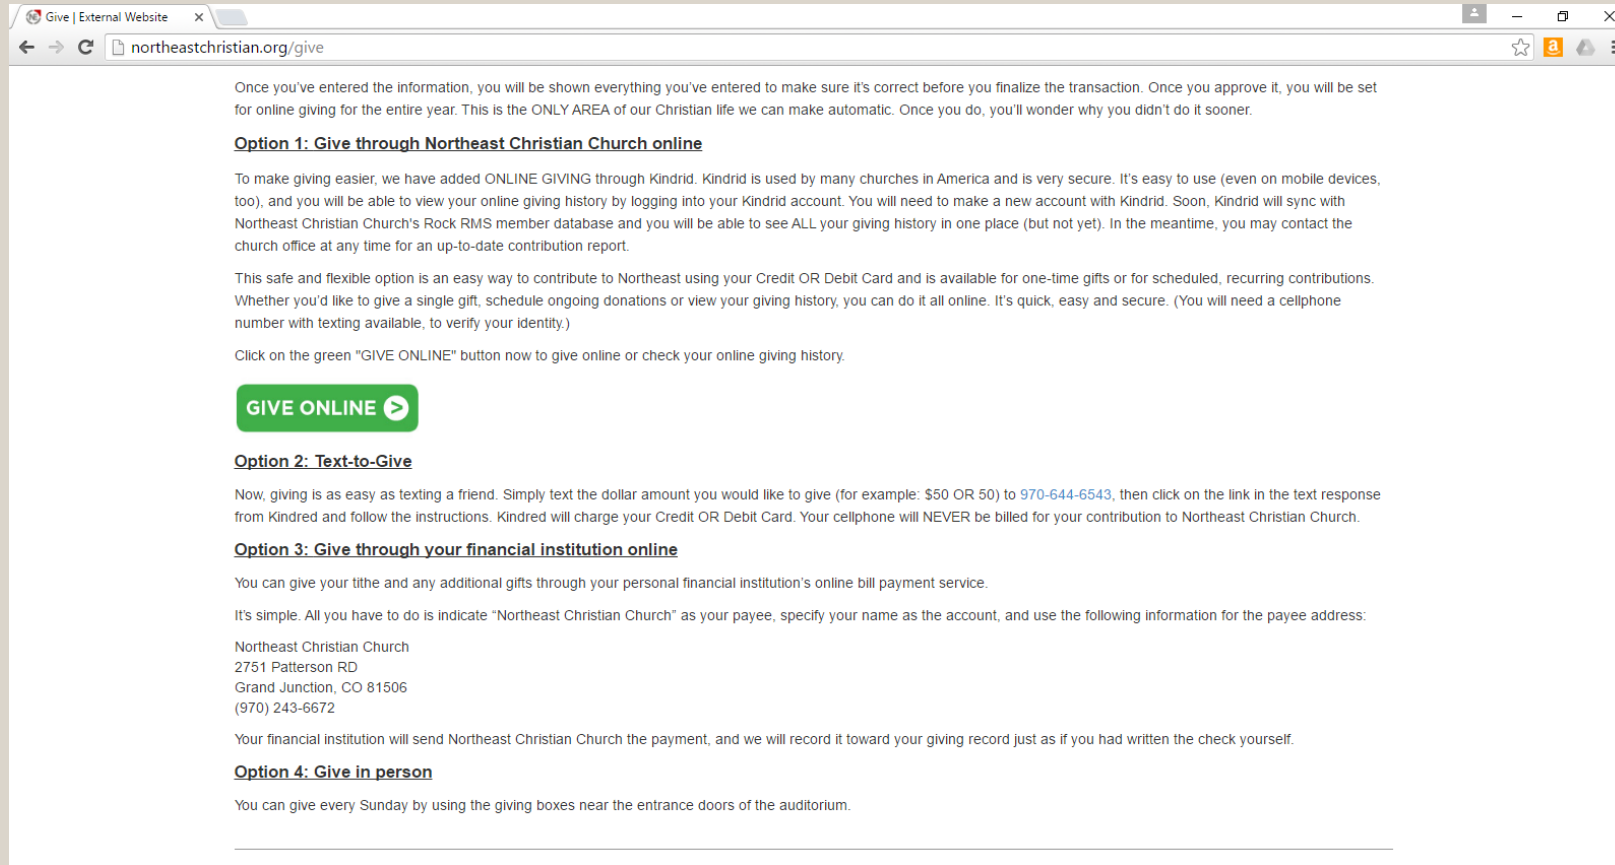 Give | External Website
northeastchristian.org/give
Once you've entered the information, you will be shown everything you've entered to make sure it's correct before you finalize the transaction. Once you approve it, you will be set
for online giving for the entire year. This is the ONLY AREA of our Christian life we can make automatic. Once you do, you'll wonder why you didn't do it sooner.
Option 1: Give through Northeast Christian Church online
To make giving easier, we have added ONLINE GIVING through Kindrid. Kindrid is used by many churches in America and is very secure. It's easy to use (even on mobile devices,
too), and you will be able to view your online giving history by logging into your Kindrid account. You will need to make a new account with Kindrid. Soon, Kindrid will sync with
Northeast Christian Church's Rock RMS member database and you will be able to see ALL your giving history in one place (but not yet). In the meantime, you may contact the
church office at any time for an up-to-date contribution report.
This safe and flexible option is an easy way to contribute to Northeast using your Credit OR Debit Card and is available for one-time gifts or for scheduled, recurring contributions.
Whether you'd like to give a single gift, schedule ongoing donations or view your giving history, you can do it all online. It's quick, easy and secure. (You will need a cellphone
number with texting available, to verify your identity.)
Click on the green "GIVE ONLINE" button now to give online or check your online giving history.
GIVE ONLINE >
Option 2: Text-to-Give
Now, giving is as easy as texting a friend. Simply text the dollar amount you would like to give (for example: $50 OR 50) to 970-644-6543, then click on the link in the text response
from Kindred and follow the instructions. Kindred will charge your Credit OR Debit Card. Your cellphone will NEVER be billed for your contribution to Northeast Christian Church.
Option 3: Give through your financial institution online
You can give your tithe and any additional gifts through your personal financial institution's online bill payment service.
It's simple. All you have to do is indicate “Northeast Christian Church” as your payee, specify your name as the account, and use the following information for the payee address:
Northeast Christian Church
2751 Patterson RD
Grand Junction, CO 81506
(970) 243-6672
Your financial institution will send Northeast Christian Church the payment, and we will record it toward your giving record just as if you had written the check yourself.
Option 4: Give in person
You can give every Sunday by using the giving boxes near the entrance doors of the auditorium.